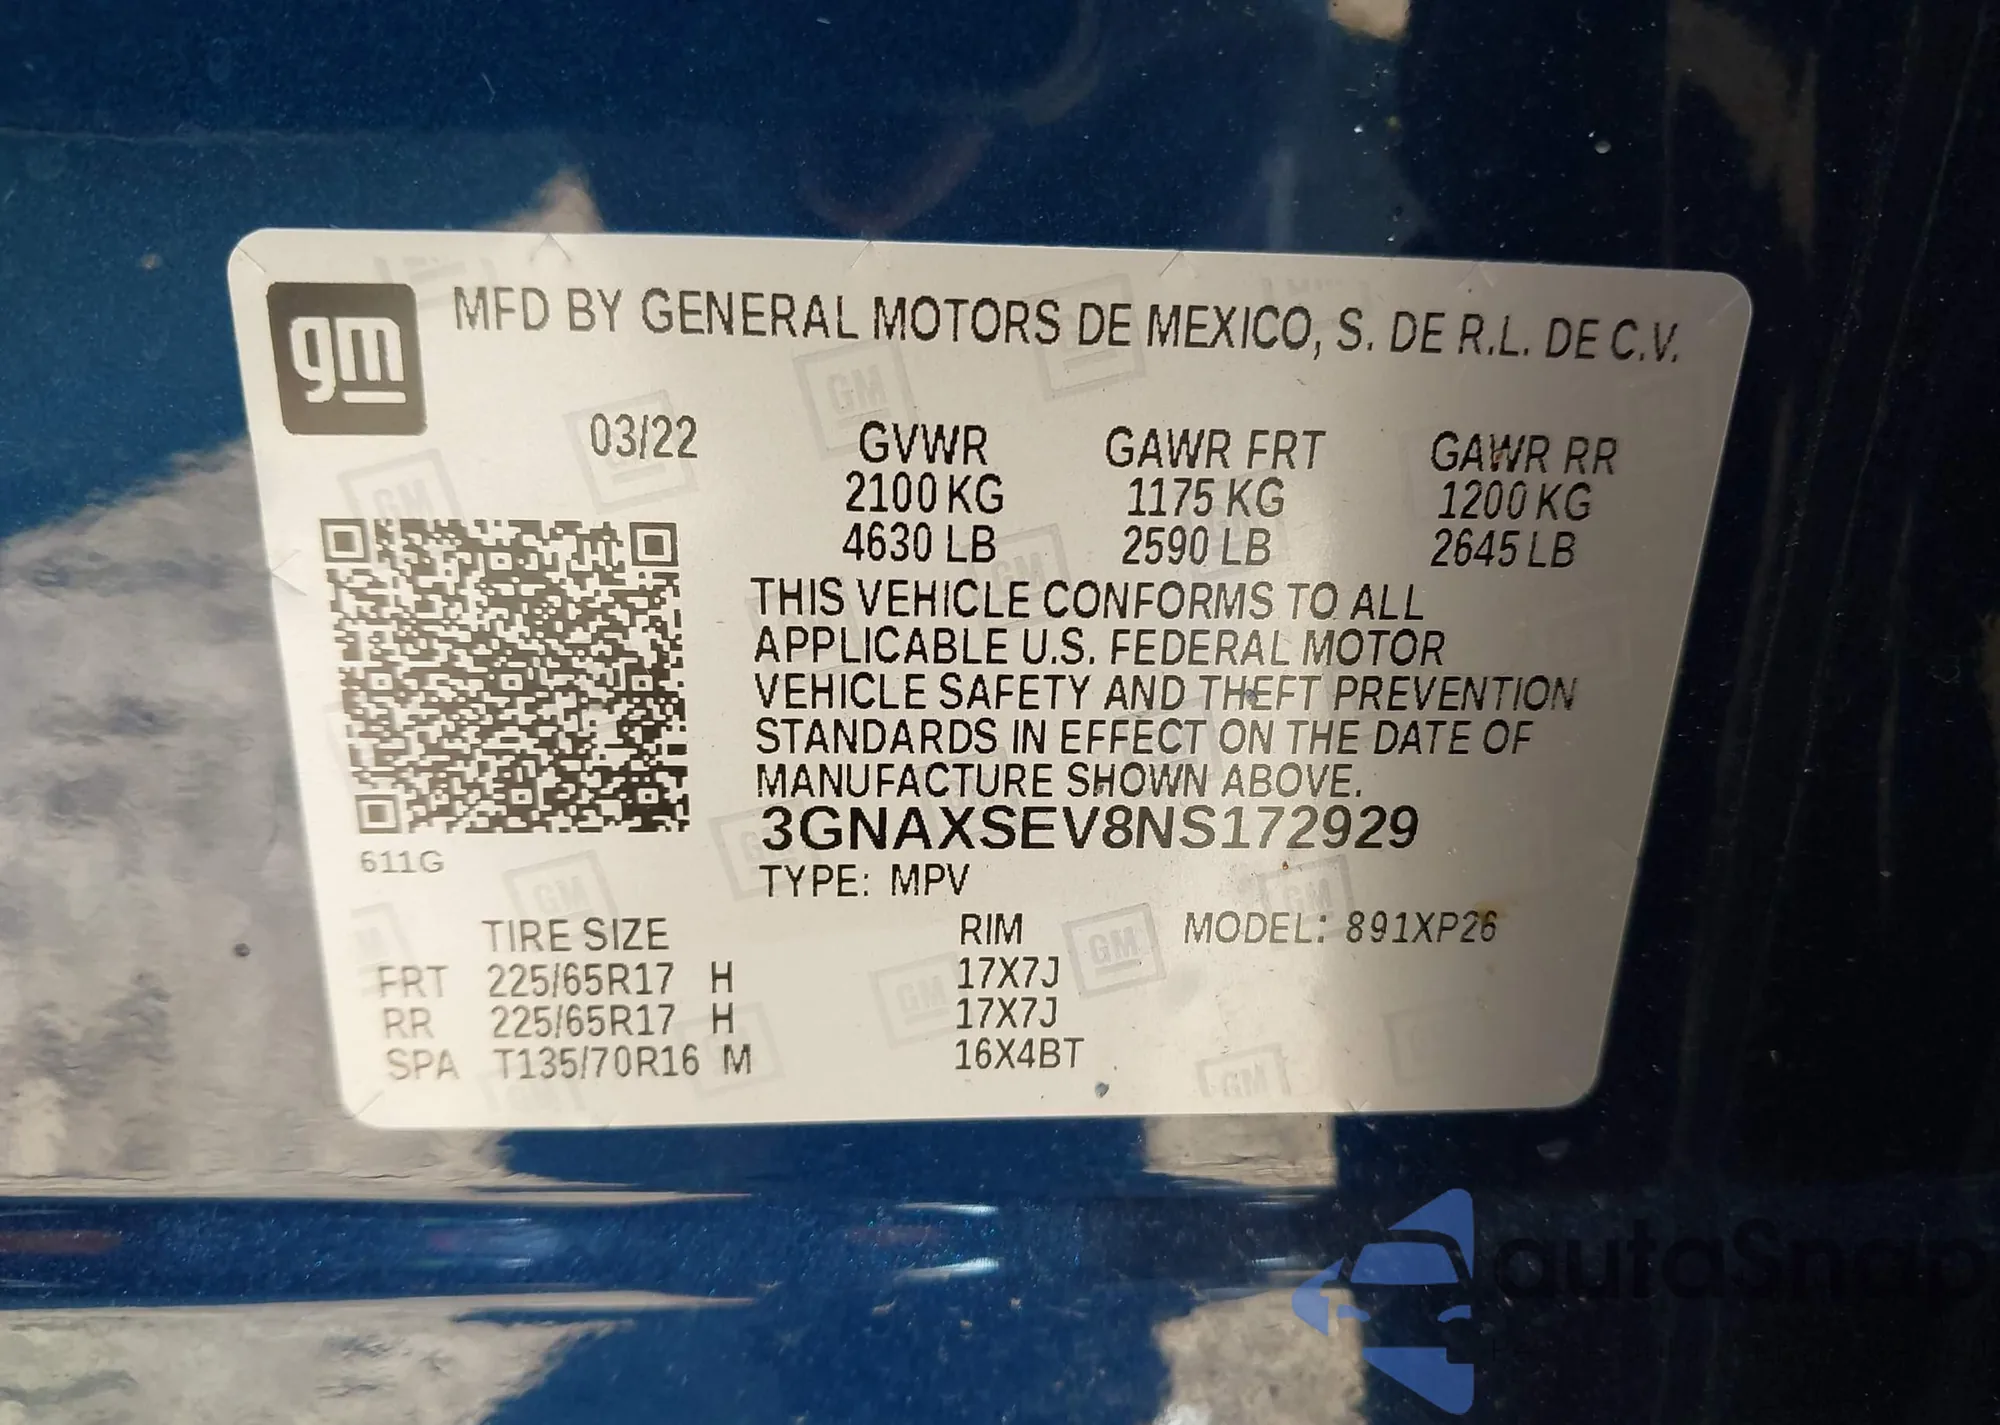 gm
MFD BY GENERAL MOTORS DE MEXICO, S. DE R.L. DE C.V.
03/22 GVWR GAWR FRT GAWR RR
2100 KG 1175 KG 1200 KG
4630 LB 2590 LB 2645 LB
THIS VEHICLE CONFORMS TO ALL
APPLICABLE U.S. FEDERAL MOTOR
VEHICLE SAFETY AND THEFT PREVENTION
STANDARDS IN EFFECT ON THE DATE OF
MANUFACTURE SHOWN ABOVE.
3GNAXSEV8NS172929
611G
TYPE: MPV
TIRE SIZE RIM MODEL: 891XP26
FRT 225/65R17 H 17X7J
RR 225/65R17 H 17X7J
SPA T135/70R16 M 16X4BT
autaSnap